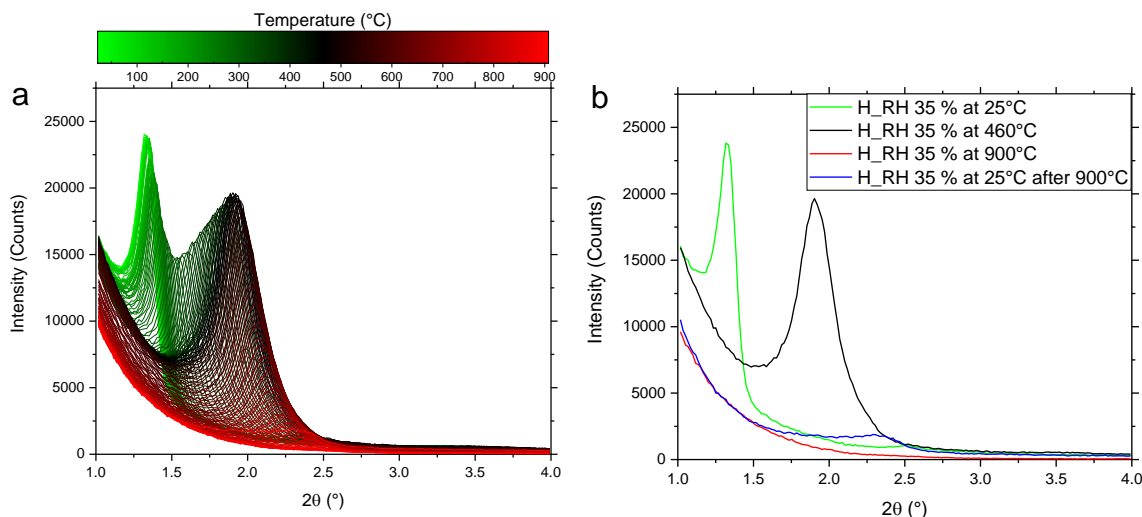 Temperature (°C)
100 200 300 400 500 600 700 800 900
a
25000
20000
15000
10000
5000
0
Intensity (Counts)
1.0 1.5 2.0 2.5 3.0 3.5 4.0
2θ (°)
b
H_RH 35 % at 25°C
H_RH 35 % at 460°C
H_RH 35 % at 900°C
H_RH 35 % at 25°C after 900°C
25000
20000
15000
10000
5000
0
Intensity (Counts)
1.0 1.5 2.0 2.5 3.0 3.5 4.0
2θ (°)